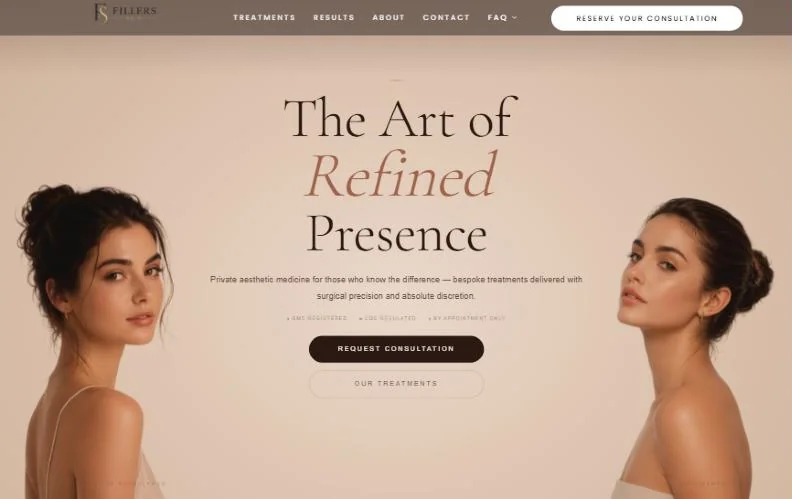 FS FILLERS
TREATMENTS RESULTS ABOUT CONTACT FAQ
RESERVE YOUR CONSULTATION
The Art of
Refined
Presence
Private aesthetic medicine for those who know the difference — bespoke treatments delivered with
surgical precision and absolute discretion.
GMC REGISTERED CQC REGULATED BY APPOINTMENT ONLY
REQUEST CONSULTATION
OUR TREATMENTS